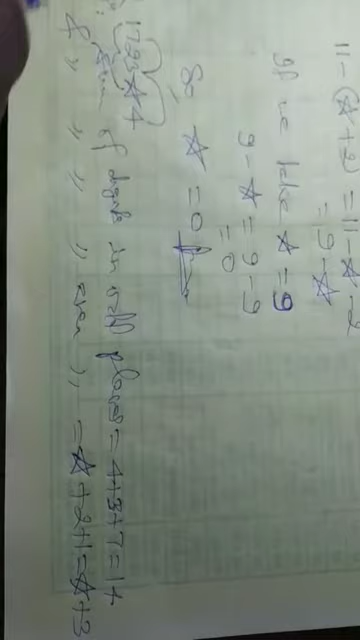 11 - (☆+2) = 11 - ☆ - 2
= 9 - ☆
If we take ☆ = 9
9 - ☆ = 9 - 9
= 0
So, ☆ = 0
1723☆4
Sum of digits in odd places = 4+3+7 = 14
" " " " even " = ☆+2+1 = ☆+3